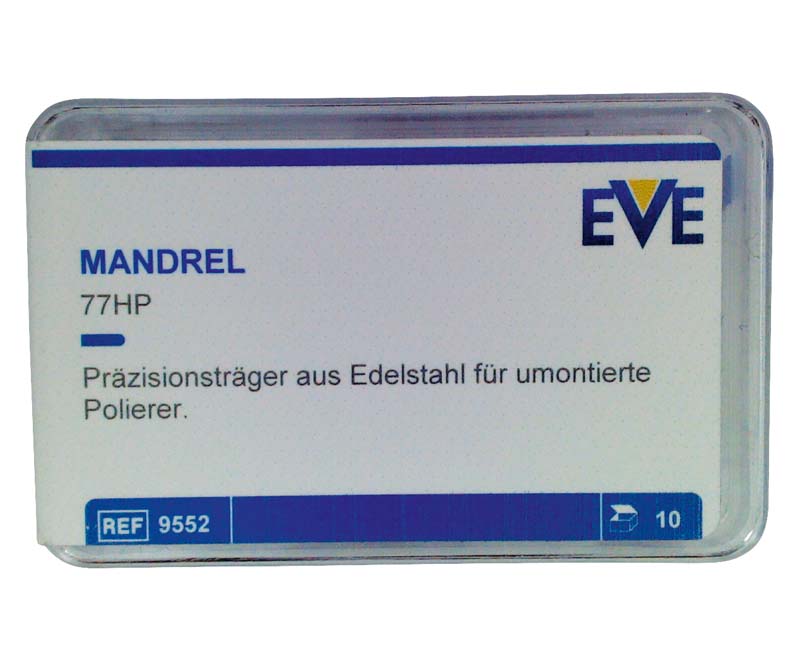 EVE
MANDREL
77HP
Präzisionsträger aus Edelstahl für umontierte
Polierer.
REF 9552
10